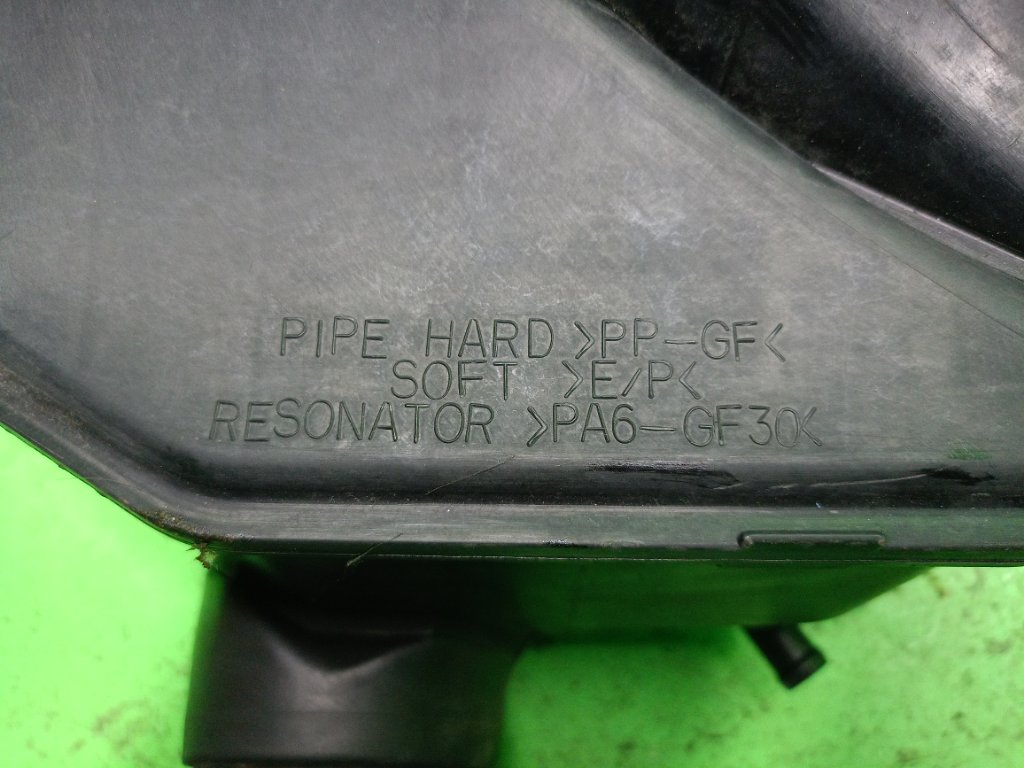 PIPE HARD >PP-GF<
SOFT >E/P<
RESONATOR >PA6-GF30<